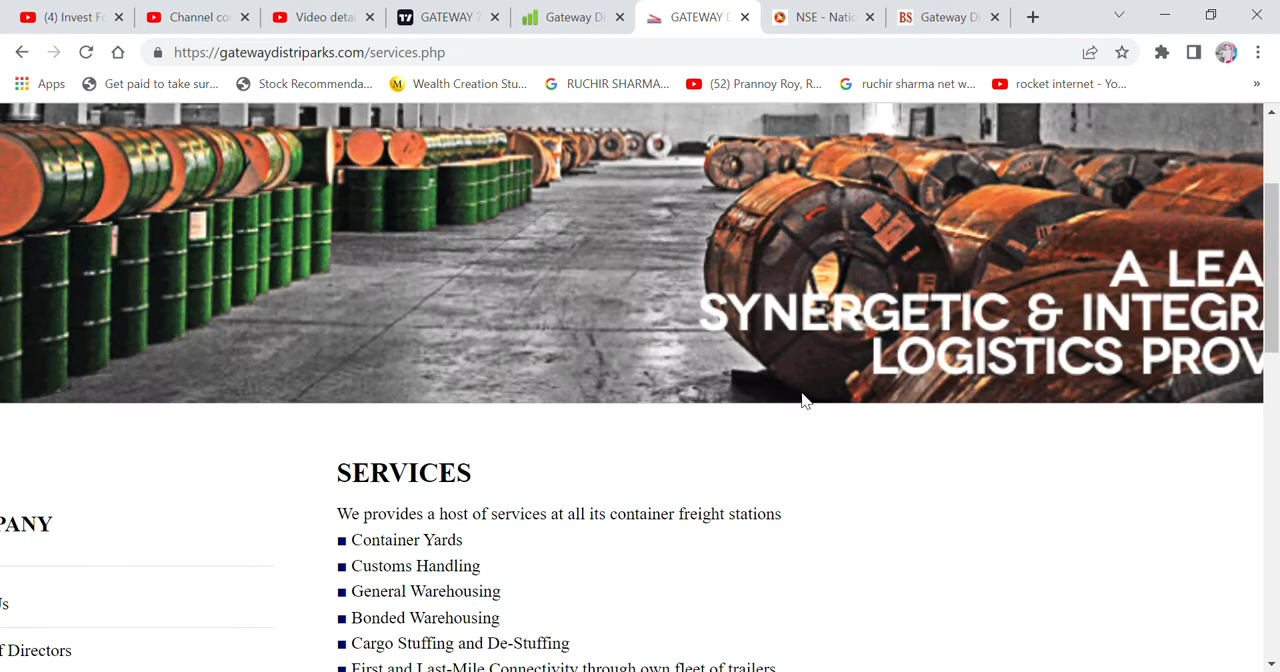 (4) Invest F
Channel co
Video detai
GATEWAY 7
Gateway Di
GATEWAY D
NSE - Natio
Gateway Di
https://gatewaydistriparks.com/services.php
Apps
Get paid to take sur...
Stock Recommenda...
Wealth Creation Stu...
RUCHIR SHARMA...
(52) Prannoy Roy, R...
ruchir sharma net w...
rocket internet - Yo...
»
A LEA
SYNERGETIC & INTEGRA
LOGISTICS PROV
SERVICES
We provides a host of services at all its container freight stations
PANY
Container Yards
Customs Handling
General Warehousing
Us
Bonded Warehousing
Cargo Stuffing and De-Stuffing
f Directors
First and Last-Mile Connectivity through own fleet of trailers